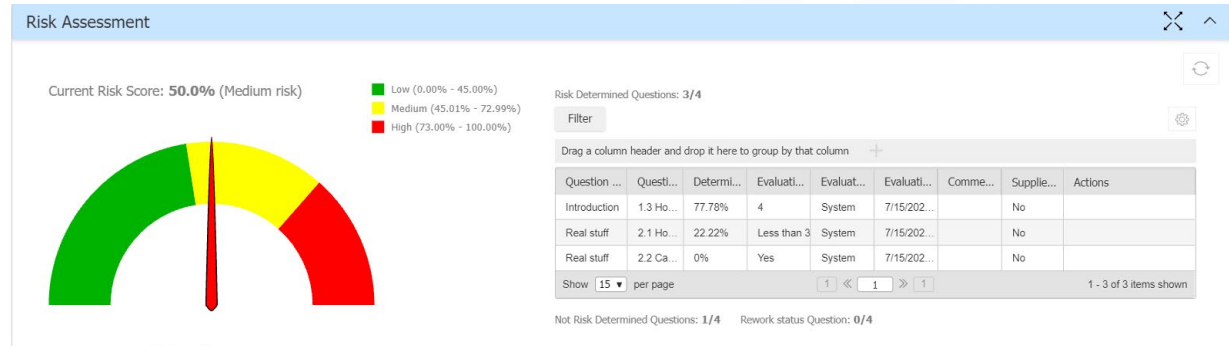 Risk Assessment
Current Risk Score: 50.0% (Medium risk)
Low (0.00% - 45.00%)
Medium (45.01% - 72.99%)
High (73.00% - 100.00%)
Risk Determined Questions: 3/4
Filter
Drag a column header and drop it here to group by that column
Question ... Questi... Determi... Evaluati... Evaluat... Evaluati... Comme... Supplie... Actions
Introduction 1.3 Ho... 77.78% 4 System 7/15/202... No
Real stuff 2.1 Ho... 22.22% Less than 3 System 7/15/202... No
Real stuff 2.2 Ca... 0% Yes System 7/15/202... No
Show 15 per page 1 1 1 1 - 3 of 3 items shown
Not Risk Determined Questions: 1/4 Rework status Question: 0/4